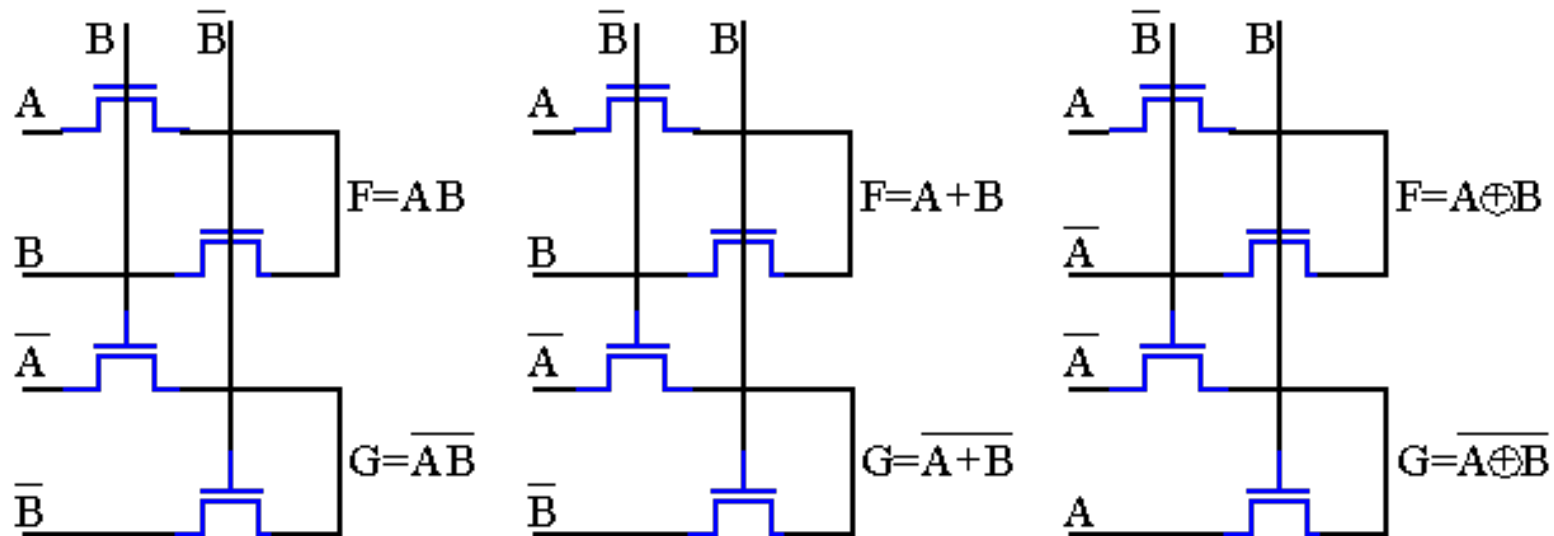 B B̅ B̅ B B̅ B
A A A
F=AB F=A+B F=A⊕B
B B A̅
A̅ A̅ A̅
G=A̅B̅ G=A̅+̅B̅ G=A̅⊕̅B̅
B̅ B̅ A